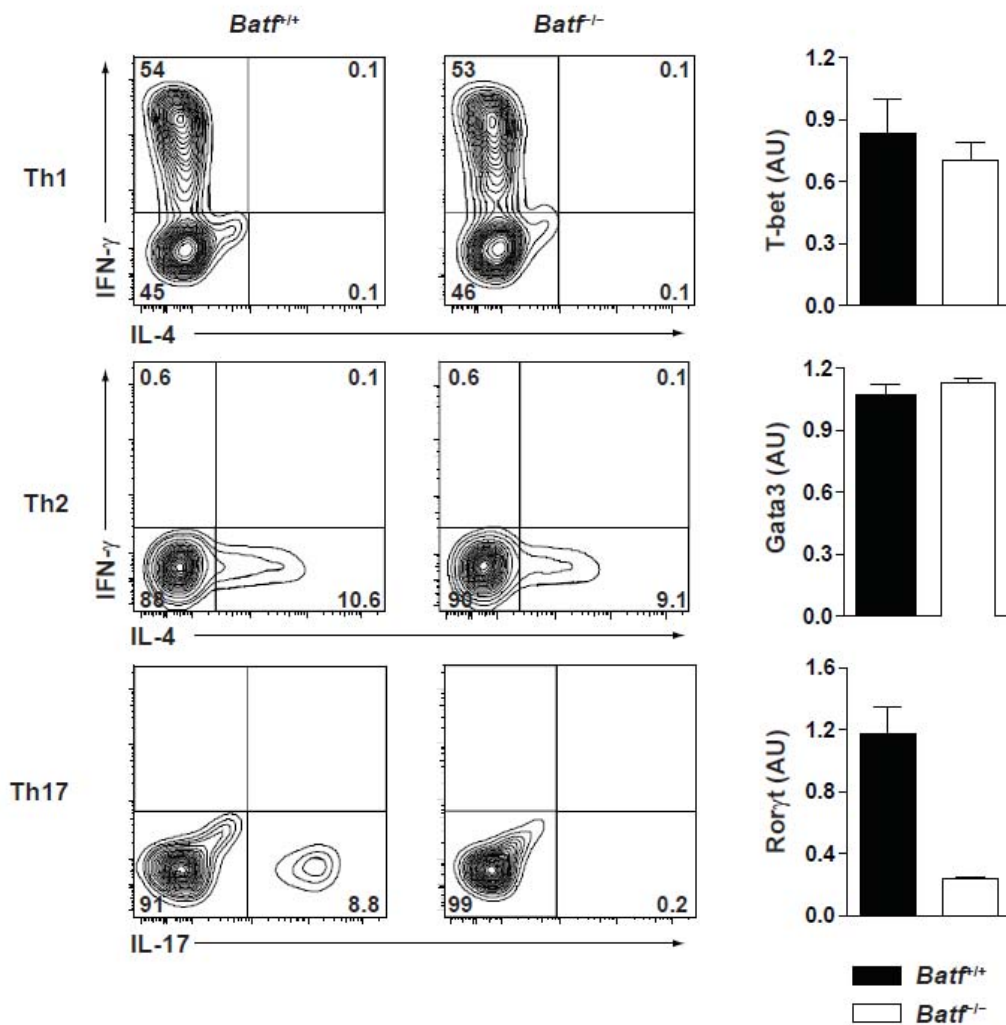 Batf+/+
Batf–/–
54
0.1
53
0.1
Th1
IFN-γ
45
0.1
46
0.1
IL-4
1.2
0.9
0.6
0.3
0.0
T-bet (AU)
0.6
0.1
0.6
0.1
Th2
IFN-γ
88
10.6
90
9.1
IL-4
1.2
0.9
0.6
0.3
0.0
Gata3 (AU)
Th17
91
8.8
99
0.2
IL-17
1.6
1.2
0.8
0.4
0.0
Rorγt (AU)
Batf+/+
Batf–/–